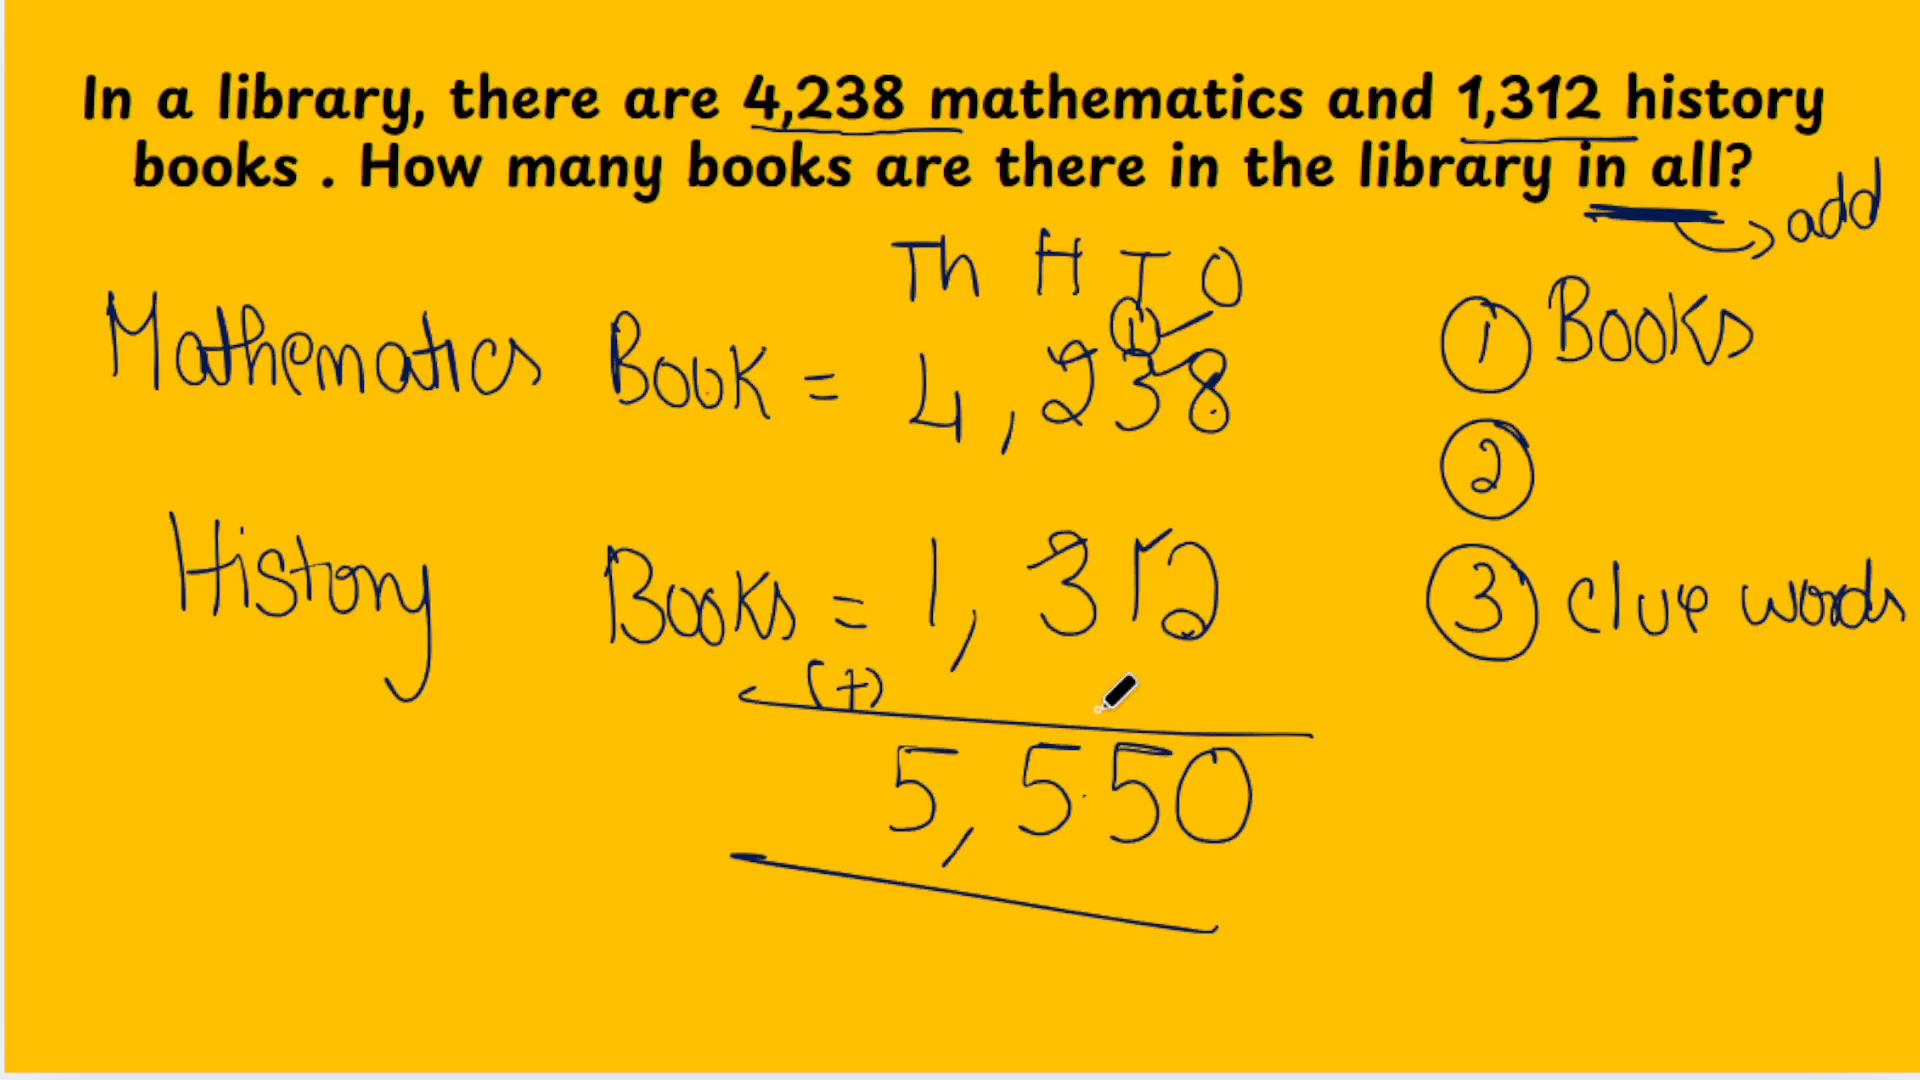 In a library, there are 4,238 mathematics and 1,312 history
books . How many books are there in the library in all?
add
Th H T O
1
Mathematics Book = 4,238
History Books = 1,312
(+)
5,550
① Books
②
③ clue words